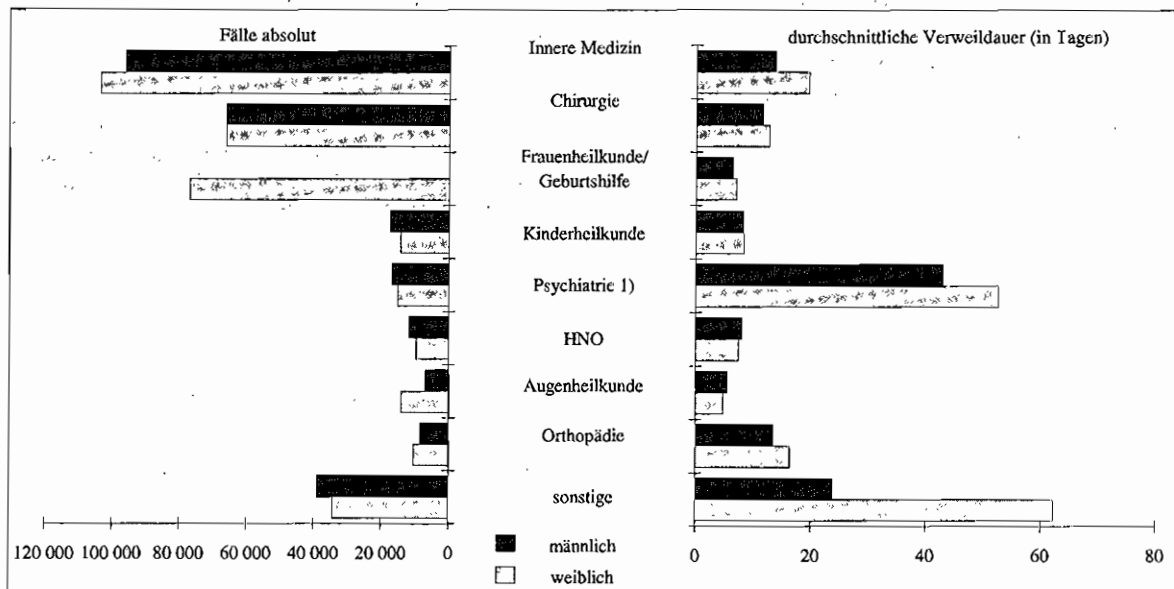 Fälle absolut
durchschnittliche Verweildauer (in Tagen)
Innere Medizin
Chirurgie
Frauenheilkunde/
Geburtshilfe
Kinderheilkunde
Psychiatrie 1)
HNO
Augenheilkunde
Orthopädie
sonstige
120 000 100 000 80 000 60 000 40 000 20 000 0
0 20 40 60 80
männlich
weiblich